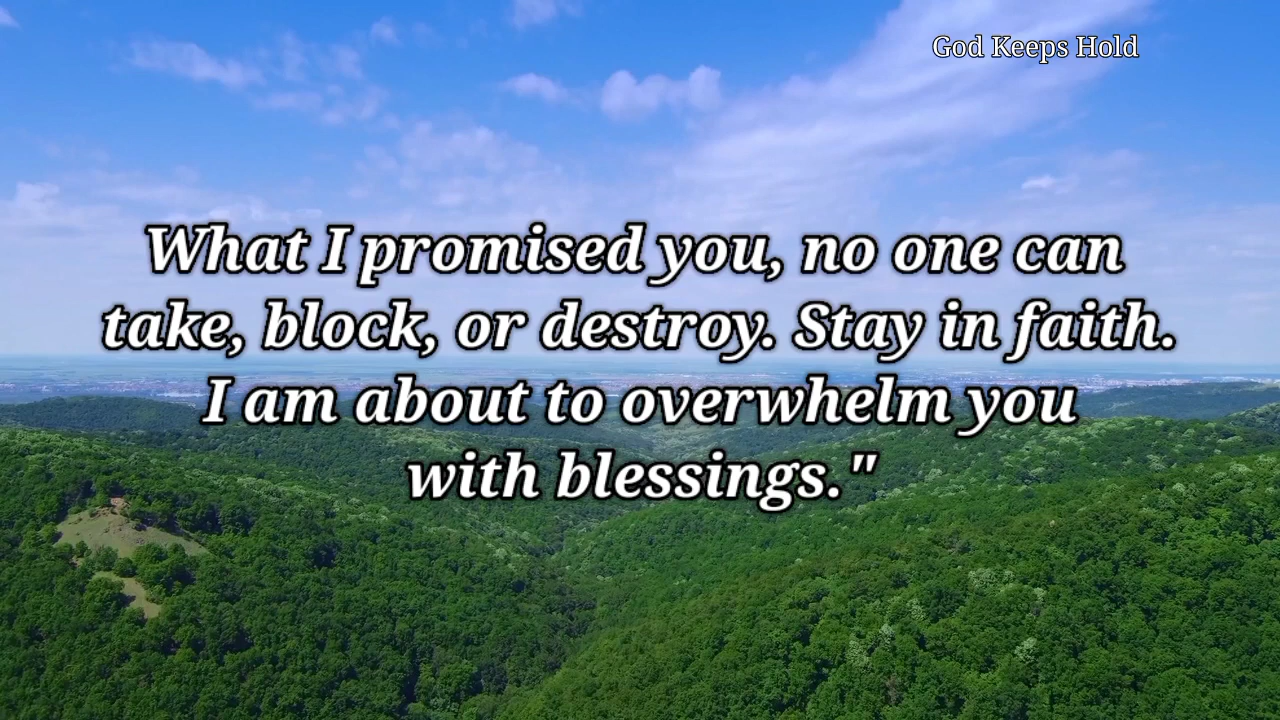 God Keeps Hold
What I promised you, no one can
take, block, or destroy. Stay in faith.
I am about to overwhelm you
with blessings."